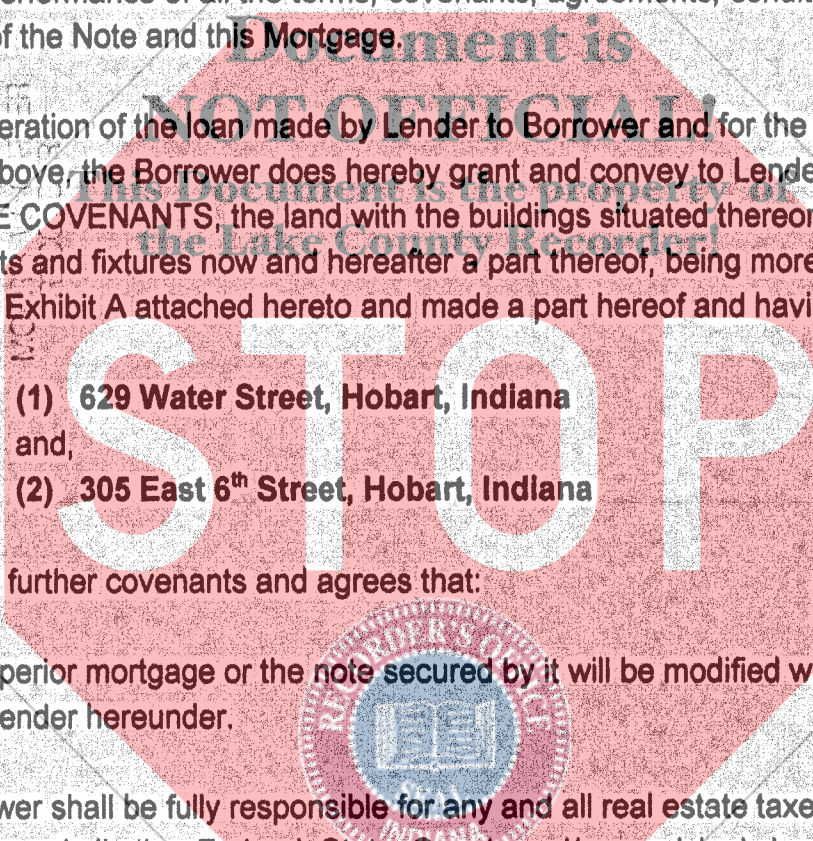 of the Note and this Mortgage.
Document is
NOT OFFICIAL!
eration of the loan made by Lender to Borrower and for the
bove, the Borrower does hereby grant and convey to Lende
This Document is the property of
E COVENANTS, the land with the buildings situated thereon
the Lake County Recorder!
ts and fixtures now and hereafter a part thereof, being more
Exhibit A attached hereto and made a part hereof and havi
STOP
(1) 629 Water Street, Hobart, Indiana
and,
(2) 305 East 6th Street, Hobart, Indiana
further covenants and agrees that:
perior mortgage or the note secured by it will be modified w
ender hereunder.
RECORDER'S OFFICE
SEAL
INDIANA
wer shall be fully responsible for any and all real estate taxe